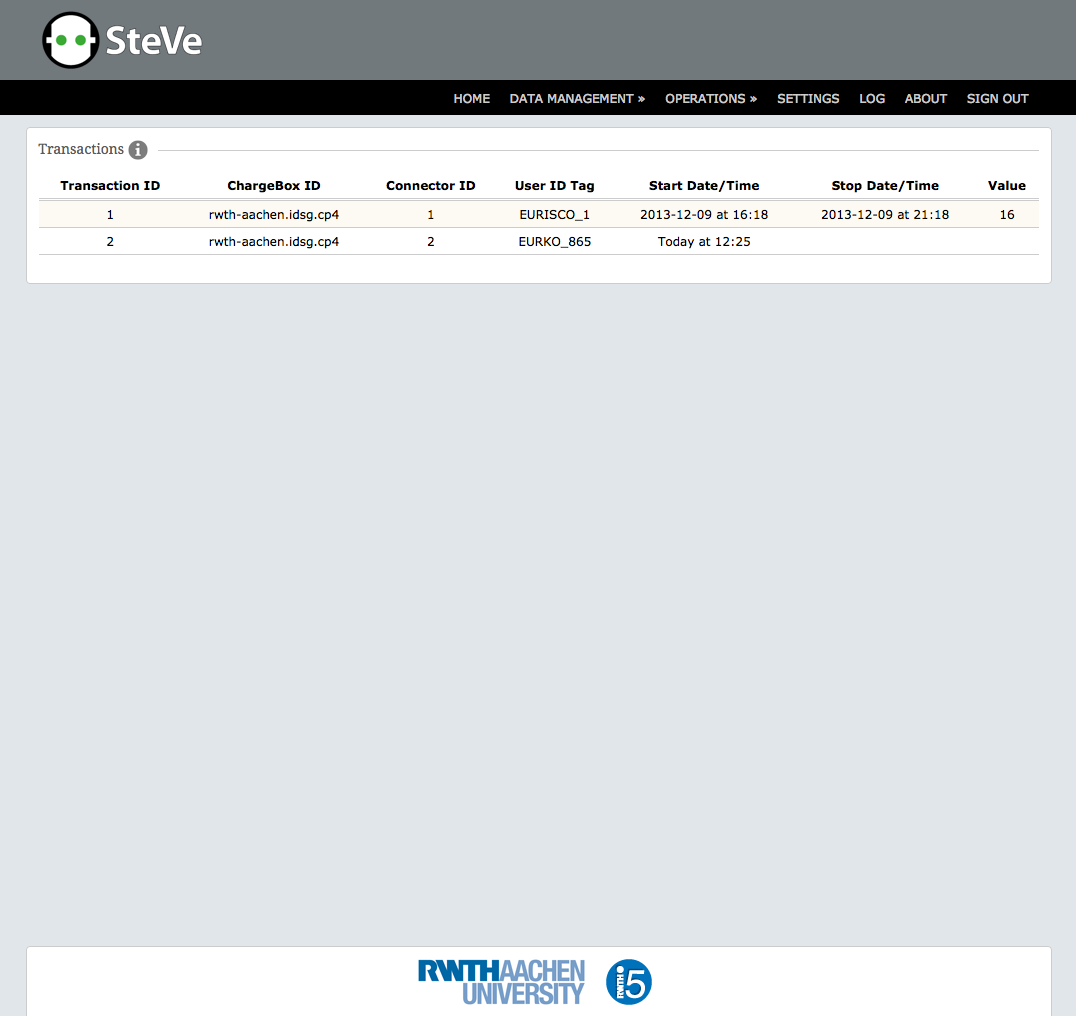 SteVe
HOME DATA MANAGEMENT » OPERATIONS » SETTINGS LOG ABOUT SIGN OUT
Transactions i
Transaction ID ChargeBox ID Connector ID User ID Tag Start Date/Time Stop Date/Time Value
1 rwth-aachen.idsg.cp4 1 EURISCO_1 2013-12-09 at 16:18 2013-12-09 at 21:18 16
2 rwth-aachen.idsg.cp4 2 EURKO_865 Today at 12:25
RWTHAACHEN
UNIVERSITY
RWTH i5